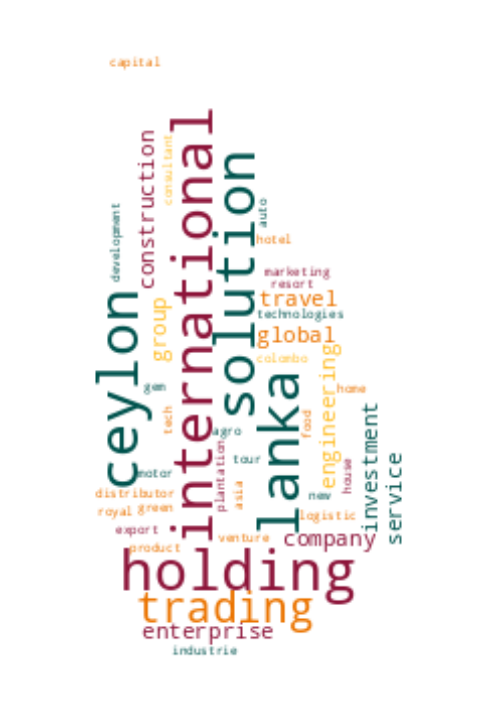 capital
international
construction
consultant
solution
auto
development
hotel
marketing
resort
ceylon
travel
group
technologies
global
colombo
engineering
lanka
gem
home
tech
food
investment
agro
plantation
service
tour
house
motor
asia
distributor
new
royal
green
logistic
export
venture
company
product
holding
trading
enterprise
industrie